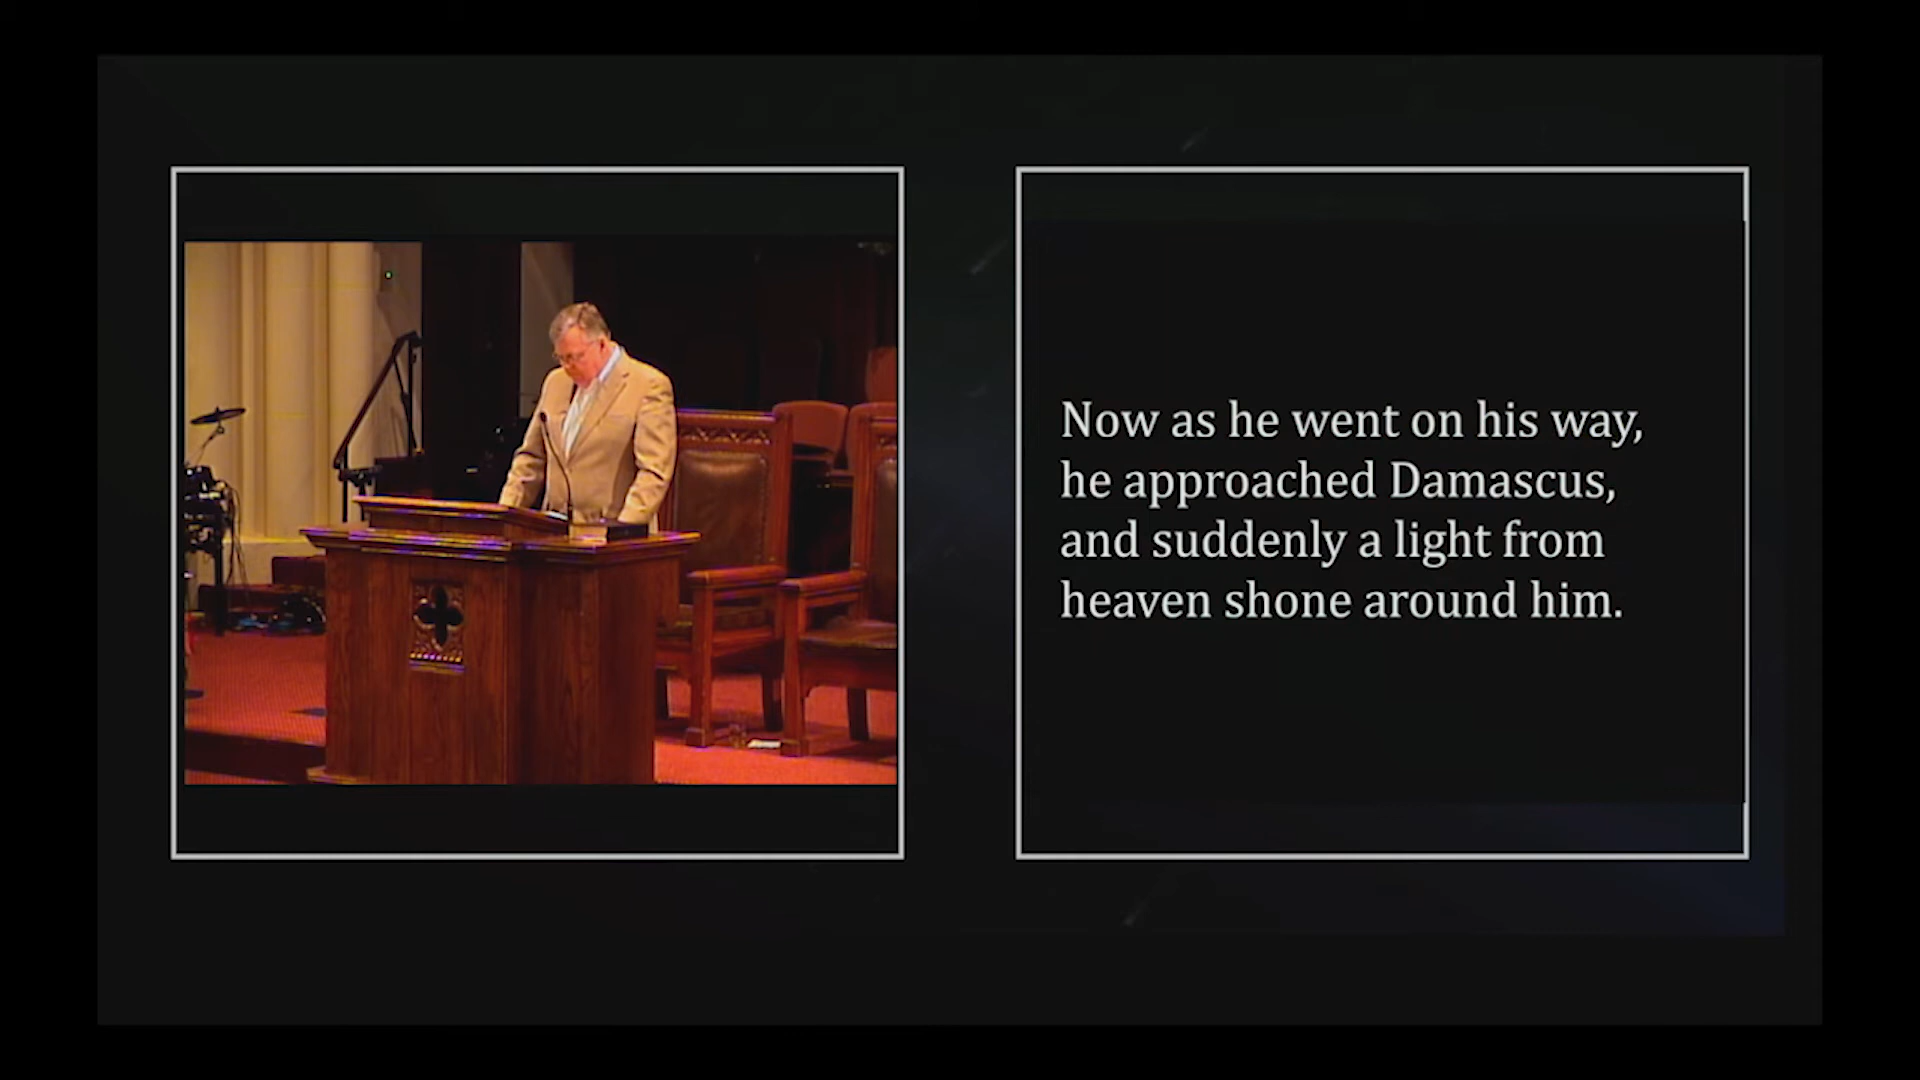 Now as he went on his way,
he approached Damascus,
and suddenly a light from
heaven shone around him.